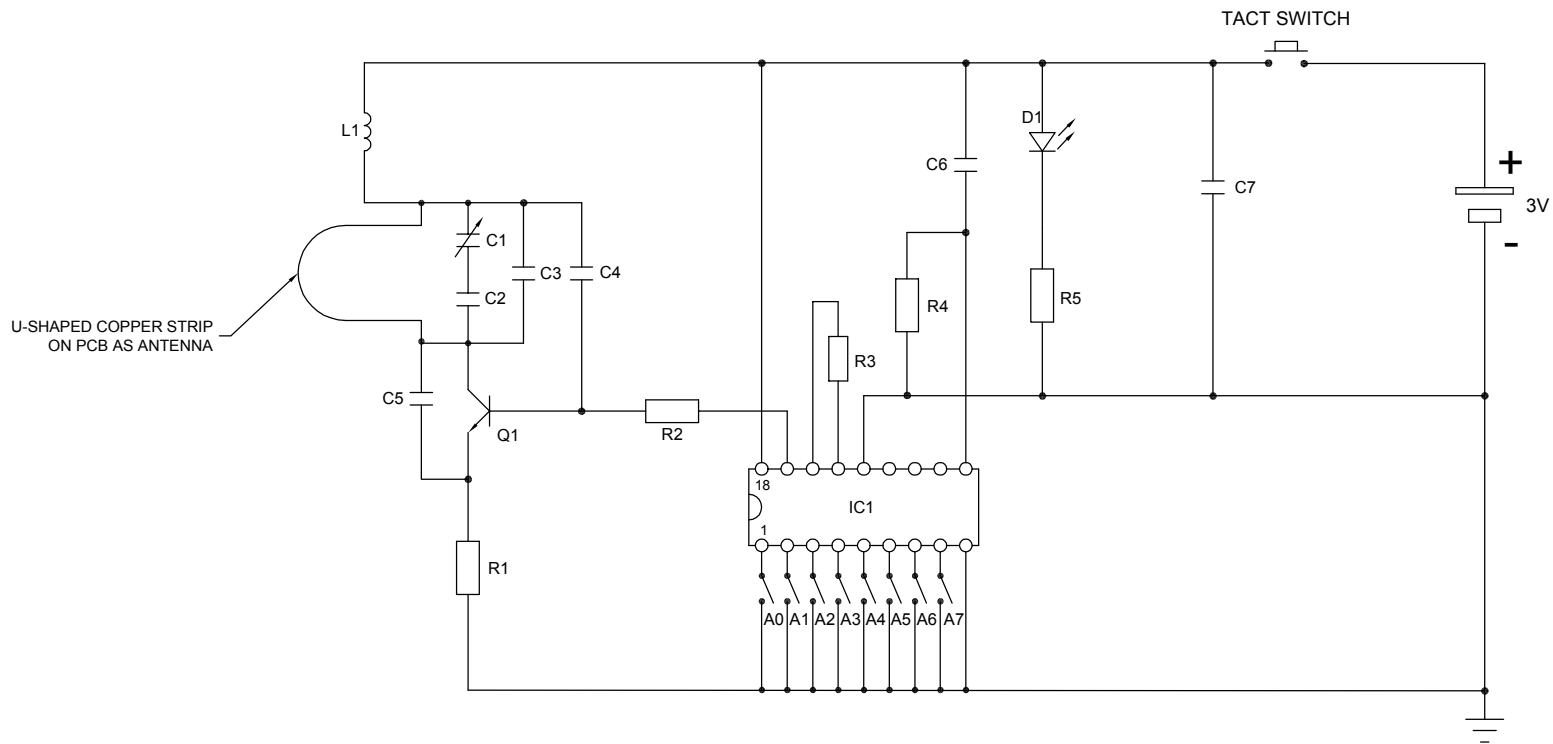 TACT SWITCH
L1
D1
+
C6
C7
3V
-
C1
C3
C4
C2
R4
R5
U-SHAPED COPPER STRIP
ON PCB AS ANTENNA
R3
C5
Q1
R2
18
IC1
1
R1
A0 A1 A2 A3 A4 A5 A6 A7